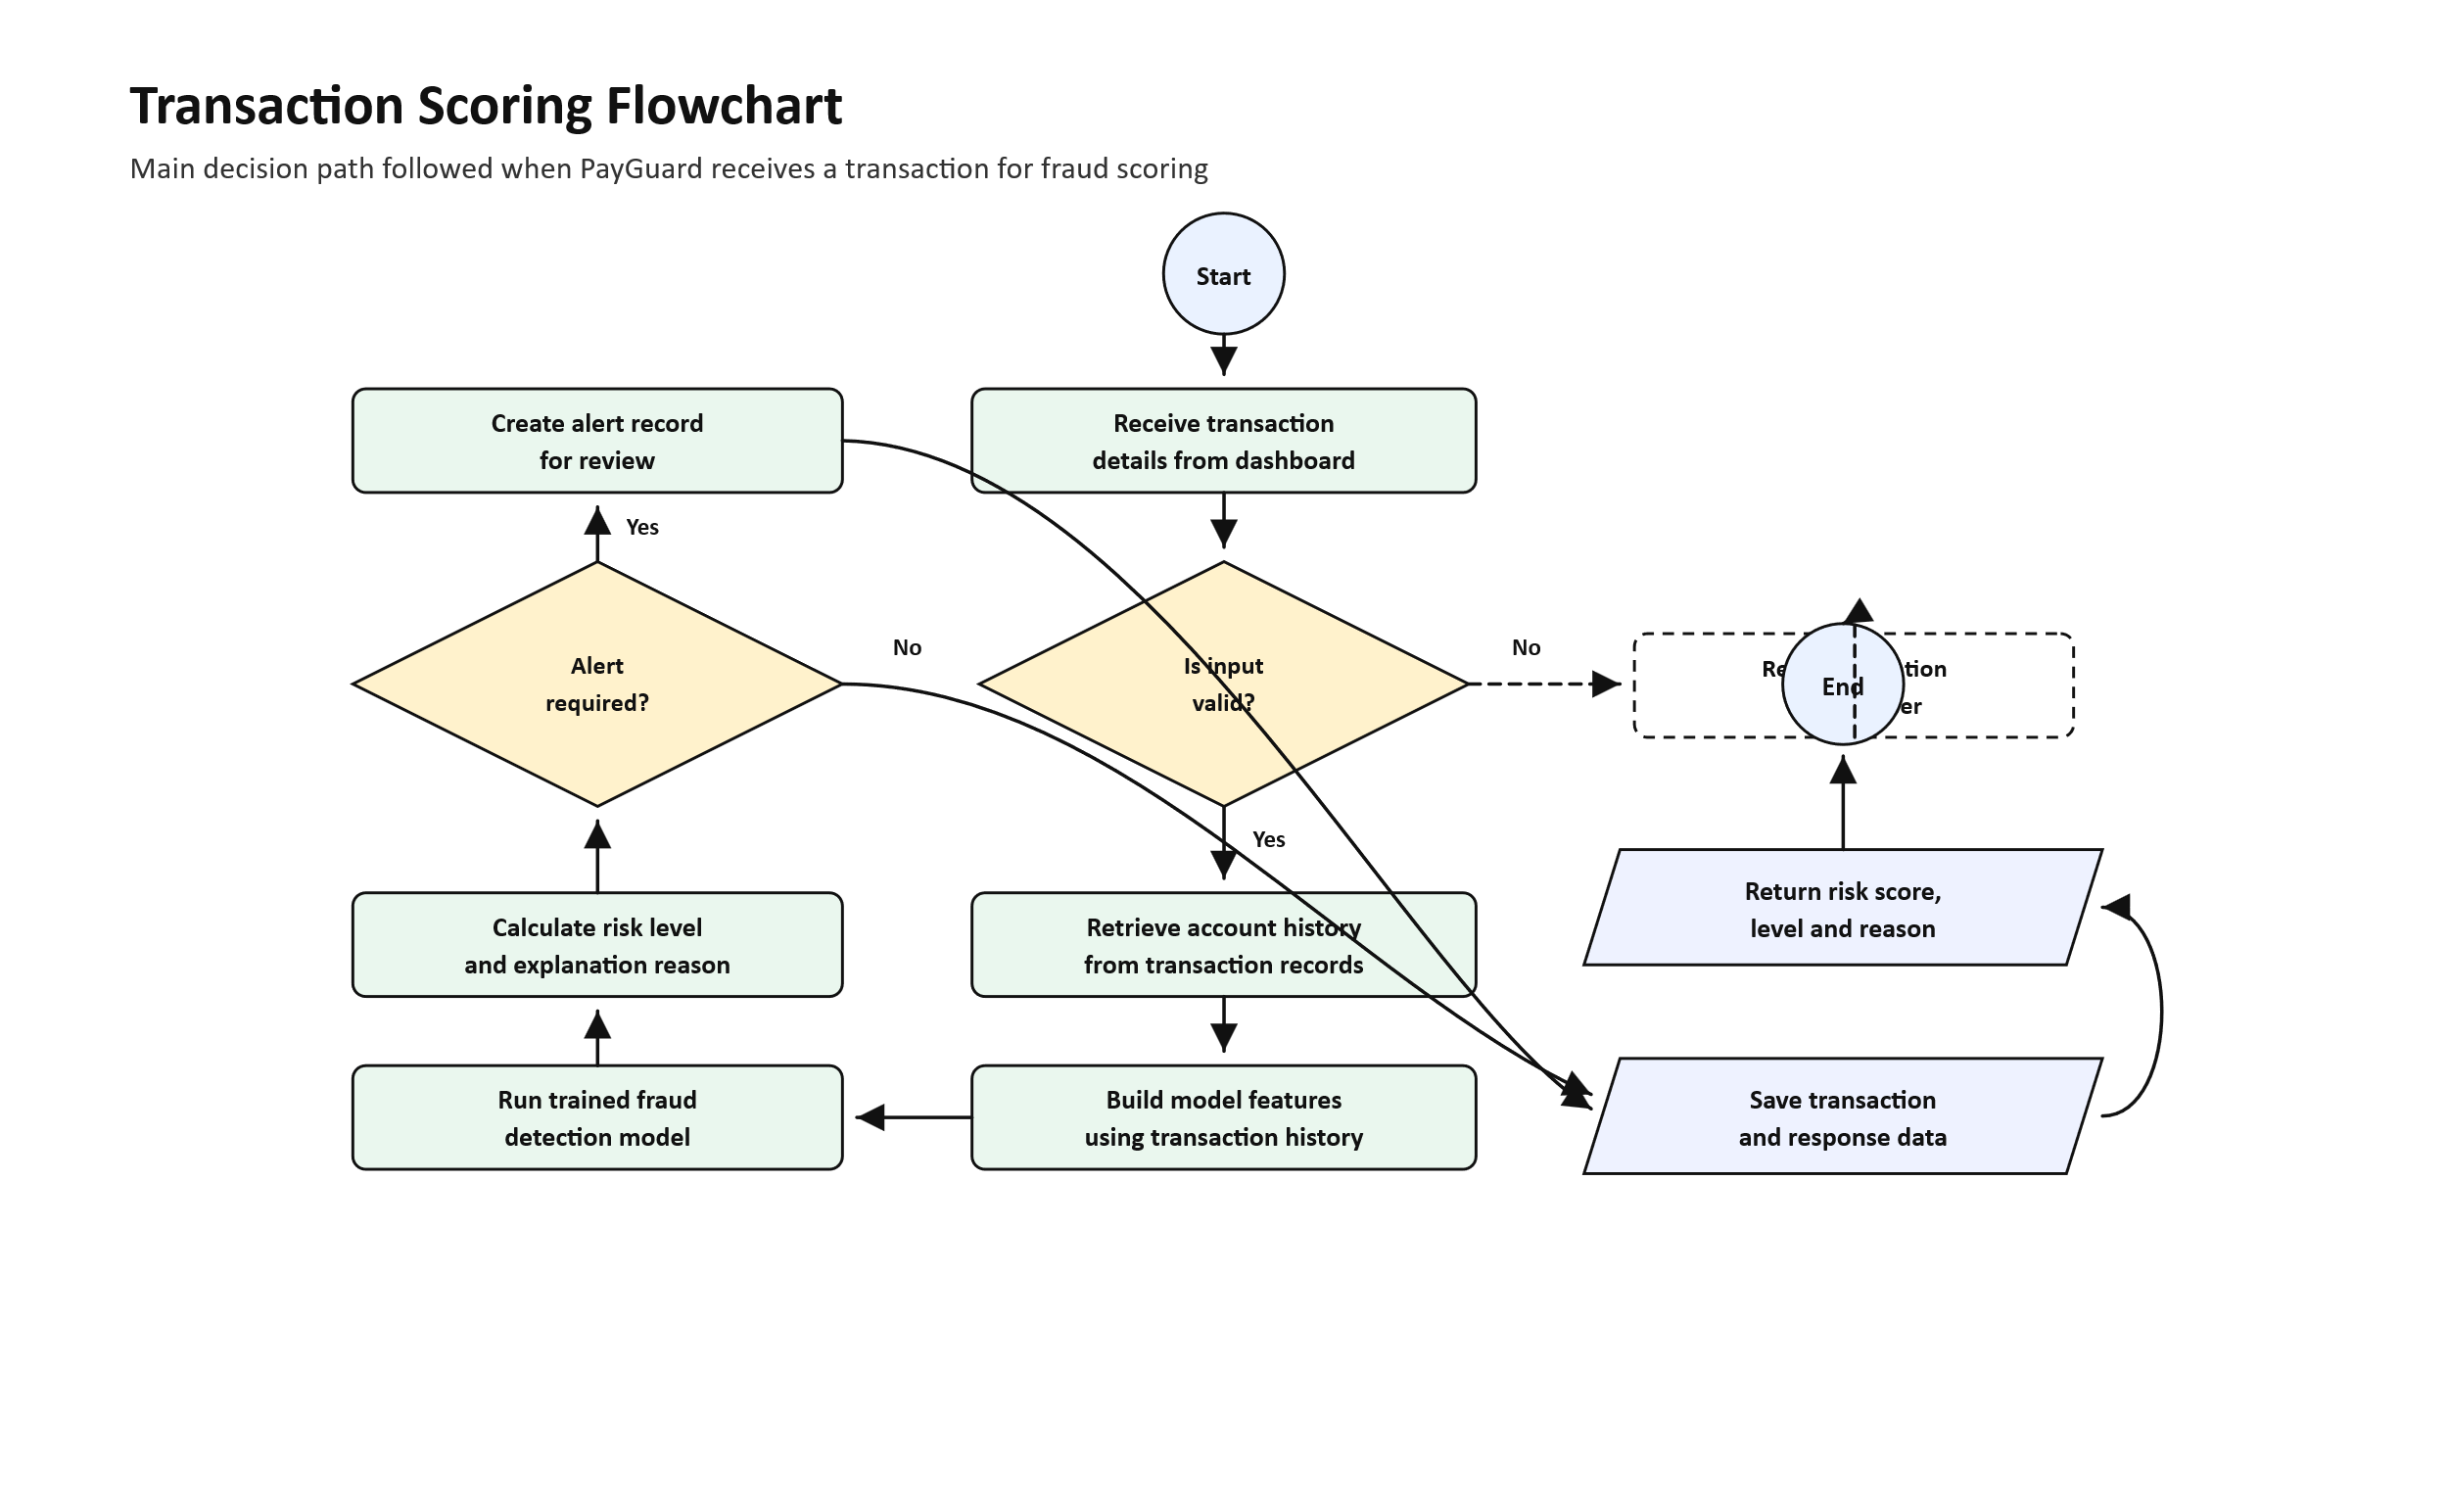 Transaction Scoring Flowchart
Main decision path followed when PayGuard receives a transaction for fraud scoring
Start
Create alert record
for review
Receive transaction
details from dashboard
Yes
Alert
required?
No
Is input
valid?
No
End
Yes
Calculate risk level
and explanation reason
Retrieve account history
from transaction records
Return risk score,
level and reason
Run trained fraud
detection model
Build model features
using transaction history
Save transaction
and response data